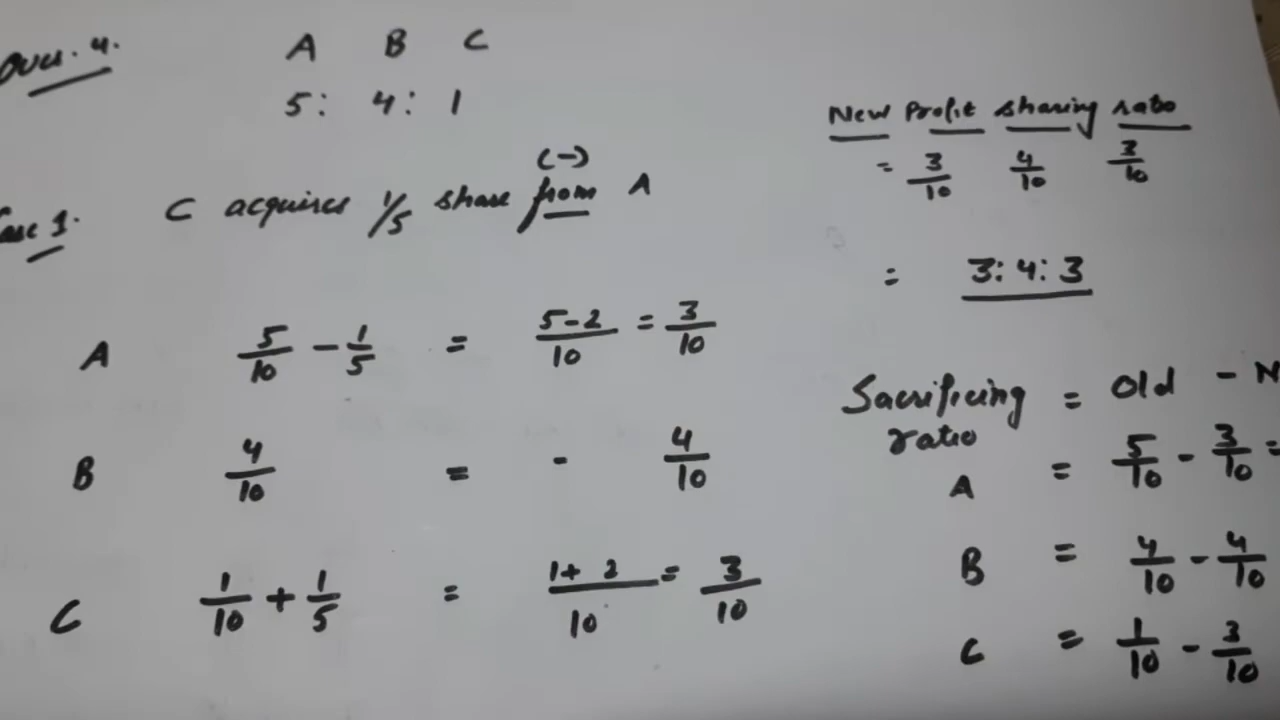 Ques. 4.
A B C
5: 4: 1
Case 1. C acquires 1/5 share from A
(-)
A 5/10 - 1/5 = 5-2/10 = 3/10
B 4/10 = - 4/10
C 1/10 + 1/5 = 1+2/10 = 3/10
New Profit sharing ratio
= 3/10 4/10 3/10
= 3:4:3
Sacrificing ratio = Old - N
A = 5/10 - 3/10 =
B = 4/10 - 4/10
C = 1/10 - 3/10